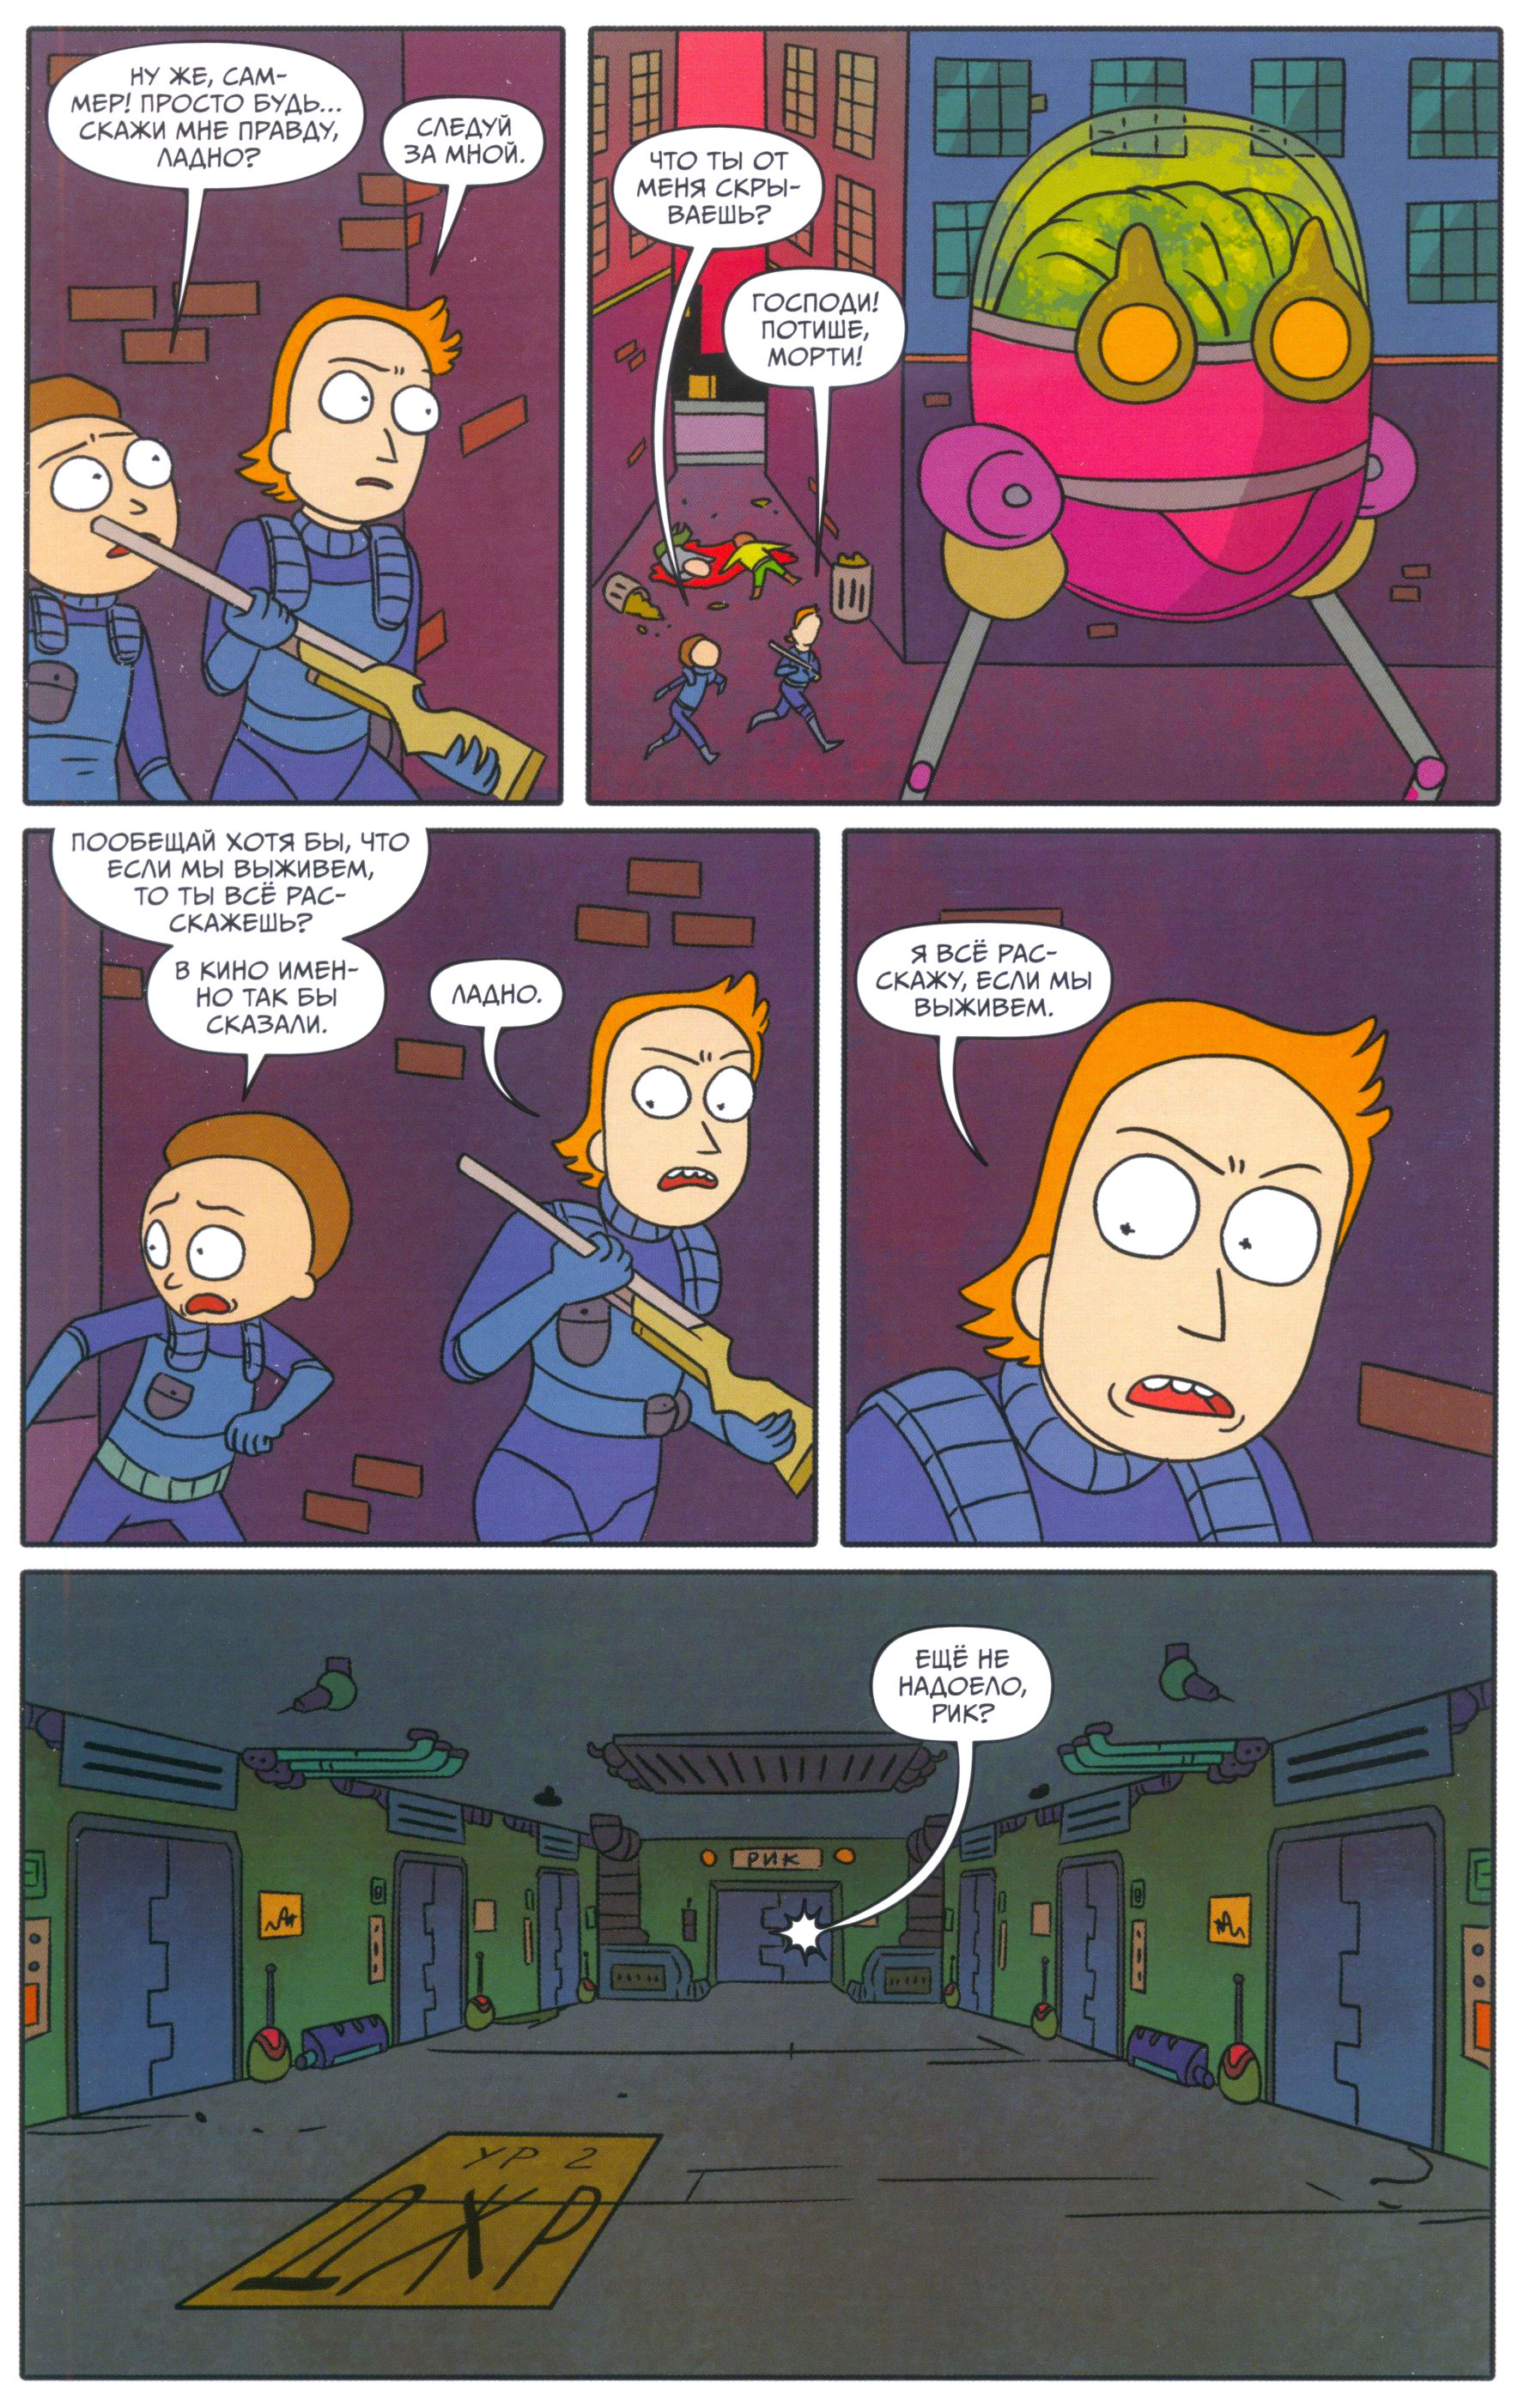 НУ ЖЕ, САМ-
МЕР! ПРОСТО БУДЬ...
СКАЖИ МНЕ ПРАВДУ,
ЛАДНО?
СЛЕДУЙ
ЗА МНОЙ.
ЧТО ТЫ ОТ
МЕНЯ СКРЫ-
ВАЕШЬ?
ГОСПОДИ!
ПОТИШЕ,
МОРТИ!
ПООБЕЩАЙ ХОТЯ БЫ, ЧТО
ЕСЛИ МЫ ВЫЖИВЕМ,
ТО ТЫ ВСЁ РАС-
СКАЖЕШЬ?
В КИНО ИМЕН-
НО ТАК БЫ
СКАЗАЛИ.
ЛАДНО.
Я ВСЁ РАС-
СКАЖУ, ЕСЛИ МЫ
ВЫЖИВЕМ.
ЕЩЁ НЕ
НАДОЕЛО,
РИК?
РИК
УР 2
ДЖР